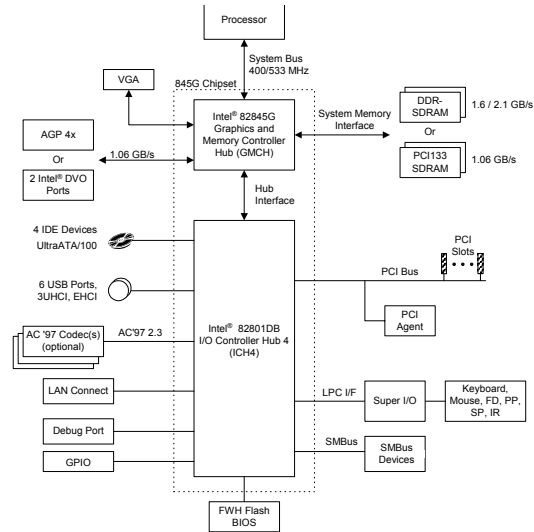 Processor
System Bus
400/533 MHz
845G Chipset
VGA
Intel® 82845G
Graphics and
Memory Controller
Hub (GMCH)
System Memory
Interface
DDR-
SDRAM
1.6 / 2.1 GB/s
Or
PCI133
SDRAM
1.06 GB/s
AGP 4x
Or
1.06 GB/s
2 Intel® DVO
Ports
Hub
Interface
4 IDE Devices
UltraATA/100
6 USB Ports,
3UHCI, EHCI
AC '97 Codec(s)
(optional)
AC'97 2.3
Intel® 82801DB
I/O Controller Hub 4
(ICH4)
PCI
Slots
PCI Bus
PCI
Agent
LAN Connect
LPC I/F
Super I/O
Keyboard,
Mouse, FD, PP,
SP, IR
Debug Port
GPIO
SMBus
SMBus
Devices
FWH Flash
BIOS